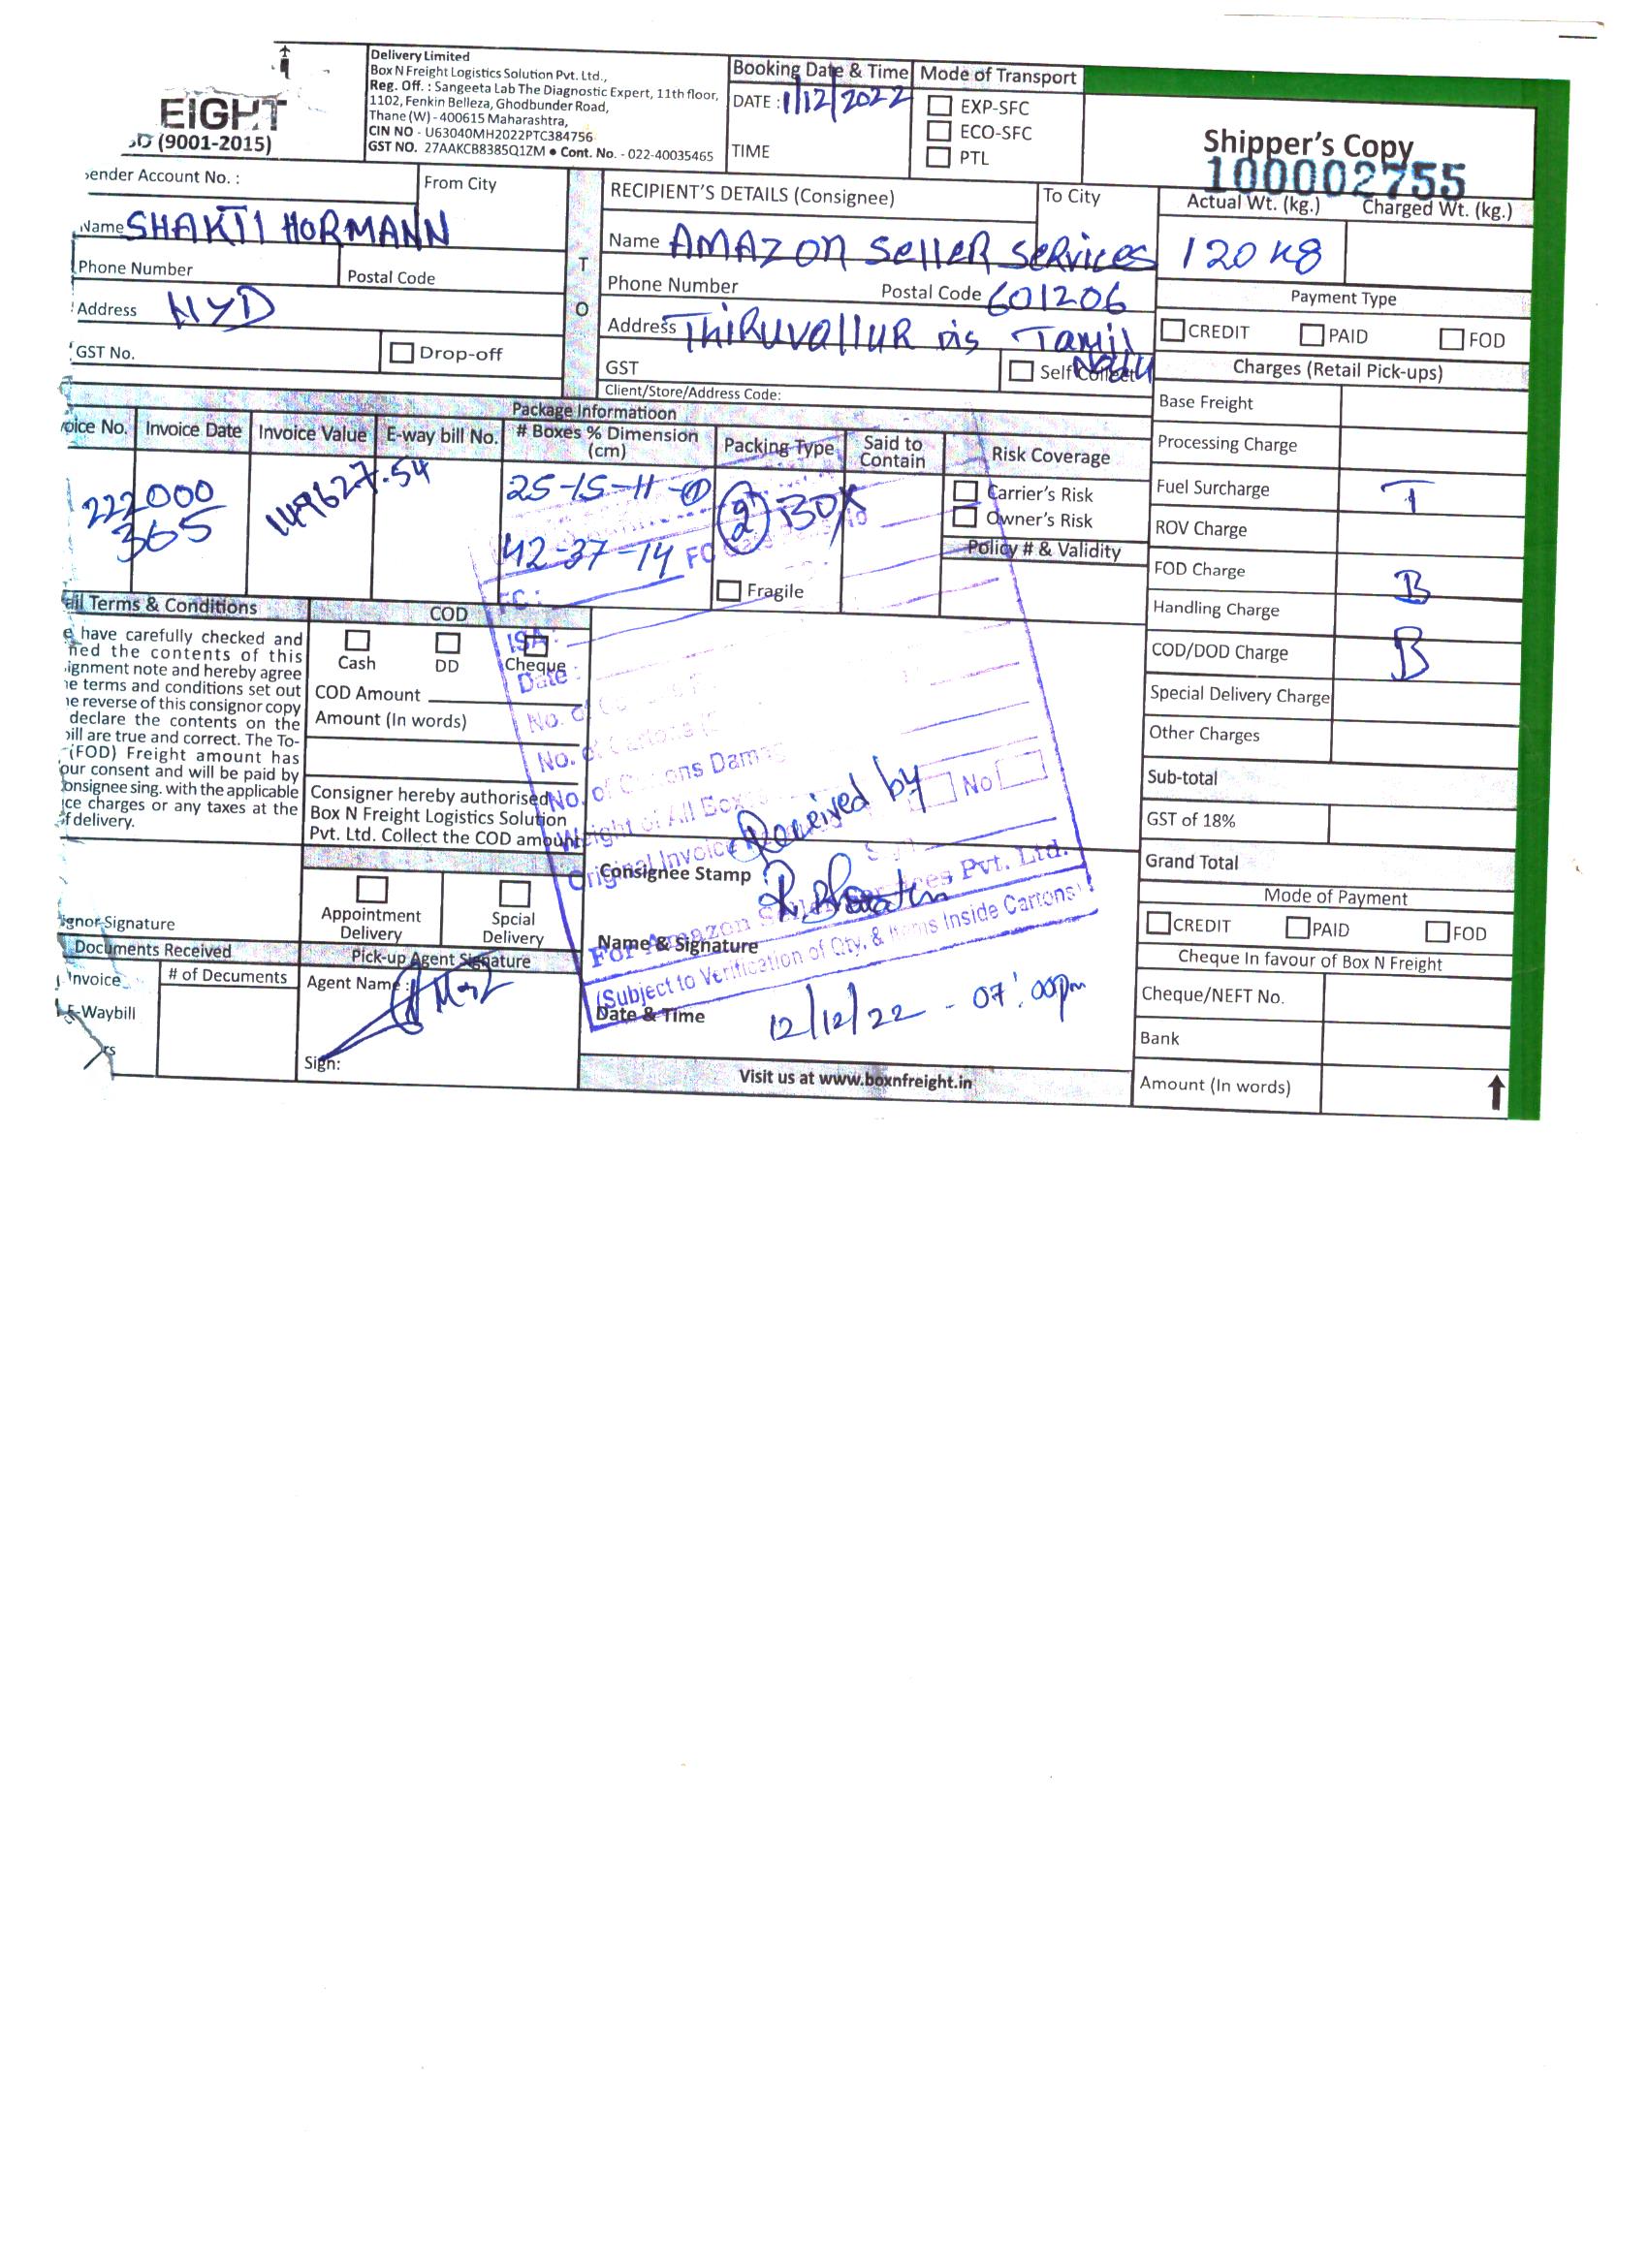 EIGHT
(9001-2015)
Delivery Limited
Box N Freight Logistics Solution Pvt. Ltd.,
Reg. Off. : Sangeeta Lab The Diagnostic Expert, 11th floor,
1102, Fenkin Belleza, Ghodbunder Road,
Thane (W) - 400615 Maharashtra,
CIN NO - U63040MH2022PTC384756
GST NO. 27AAKCB8385Q1ZM ● Cont. No. - 022-40035465
Booking Date & Time
DATE : 1/12/2022
TIME
Mode of Transport
EXP-SFC
ECO-SFC
PTL
Shipper's Copy
100002755
ender Account No. :
From City
Name SHAKTI HORMANN
Phone Number
Postal Code
Address HYD
GST No.
Drop-off
TO
RECIPIENT'S DETAILS (Consignee)
To City
Name AMAZON Seller Services
Phone Number
Postal Code 601206
Address Thiruvallur Dis Tamil
Nadu
GST
Self Collect
Client/Store/Address Code:
Actual Wt. (kg.)
Charged Wt. (kg.)
120 Kg
Payment Type
CREDIT
PAID
FOD
Charges (Retail Pick-ups)
Base Freight
Processing Charge
Fuel Surcharge T
ROV Charge
FOD Charge B
Handling Charge
COD/DOD Charge B
Special Delivery Charge
Other Charges
Sub-total
GST of 18%
Grand Total
Mode of Payment
CREDIT
PAID
FOD
Cheque In favour of Box N Freight
Cheque/NEFT No.
Bank
Amount (In words)
Package Informatioon
oice No.
Invoice Date
Invoice Value
E-way bill No.
# Boxes % Dimension
(cm)
Packing Type
Said to
Contain
Risk Coverage
222000
365
149627.54
25-15-11-1
42-37-14
2 BOX
Fragile
Carrier's Risk
Owner's Risk
Policy # & Validity
Terms & Conditions
have carefully checked and
ned the contents of this
ignment note and hereby agree
e terms and conditions set out
e reverse of this consignor copy
declare the contents on the
ill are true and correct. The To-
(FOD) Freight amount has
our consent and will be paid by
onsignee sing. with the applicable
ce charges or any taxes at the
f delivery.
ignor Signature
COD
Cash
DD
Cheque
COD Amount
Amount (In words)
Consigner hereby authorised
Box N Freight Logistics Solution
Pvt. Ltd. Collect the COD amount
Appointment
Delivery
Spcial
Delivery
Documents Received
Invoice
E-Waybill
# of Decuments
Pick-up Agent Signature
Agent Name :
Sign:
FC :
ISA :
Date :
No. of
No. of Cartons
No. of Cartons Dam
Weight of All Box
Original Invoice
No
Received by
Consignee Stamp
For Amazon Seller Services Pvt. Ltd.
Name & Signature
(Subject to Verification of Qty, & Items Inside Cartons)
Date & Time
12/12/22 - 07:00pm
Visit us at www.boxnfreight.in